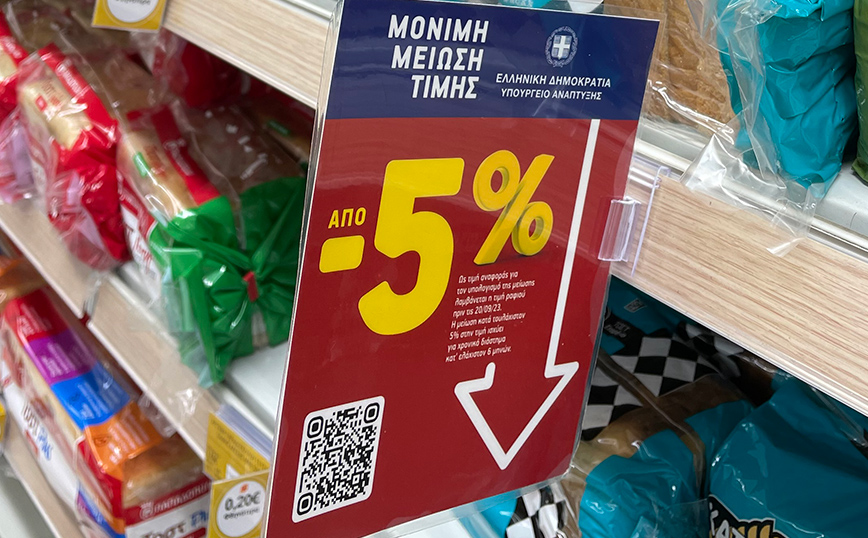 ΜΟΝΙΜΗ
ΜΕΙΩΣΗ
ΤΙΜΗΣ
ΕΛΛΗΝΙΚΗ ΔΗΜΟΚΡΑΤΙΑ
ΥΠΟΥΡΓΕΙΟ ΑΝΑΠΤΥΞΗΣ
ΑΠΟ
-5%
Ως τιμή αναφοράς για
τον υπολογισμό της μείωσης
λαμβάνεται η τιμή ραφιού
πριν τις 20/09/23.
Η μείωση κατά τουλάχιστον
5% στην τιμή ισχύει
για χρονικό διάστημα
κατ' ελάχιστον 6 μηνών.
0,20€